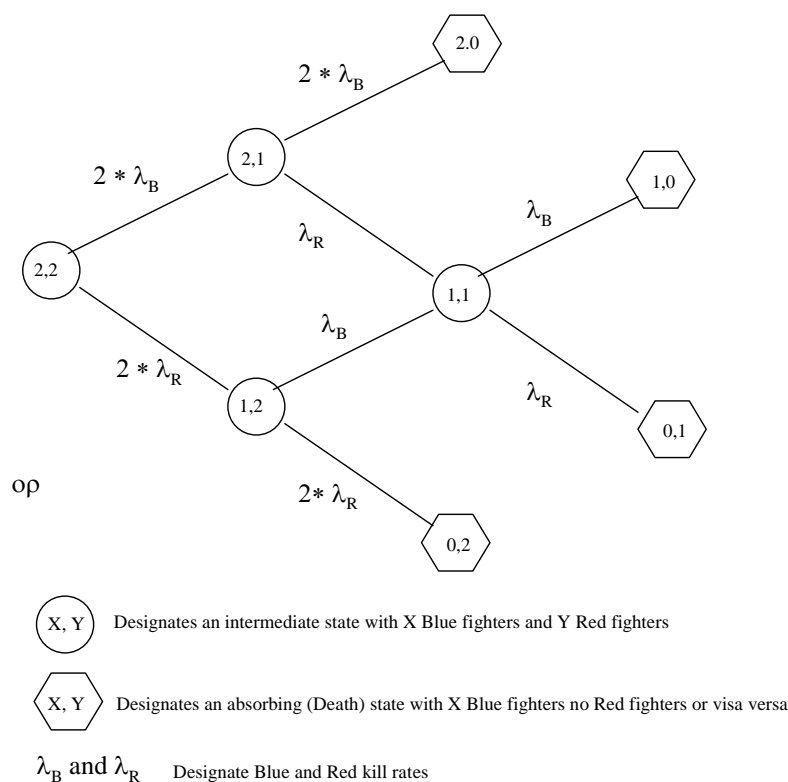 2.0
2 * λB
2,1
2 * λB
1,0
λB
λR
2,2
1,1
λB
2 * λR
λR
1,2
0,1
2* λR
ορ
0,2
X, Y Designates an intermediate state with X Blue fighters and Y Red fighters
X, Y Designates an absorbing (Death) state with X Blue fighters no Red fighters or visa versa
λB and λR Designate Blue and Red kill rates